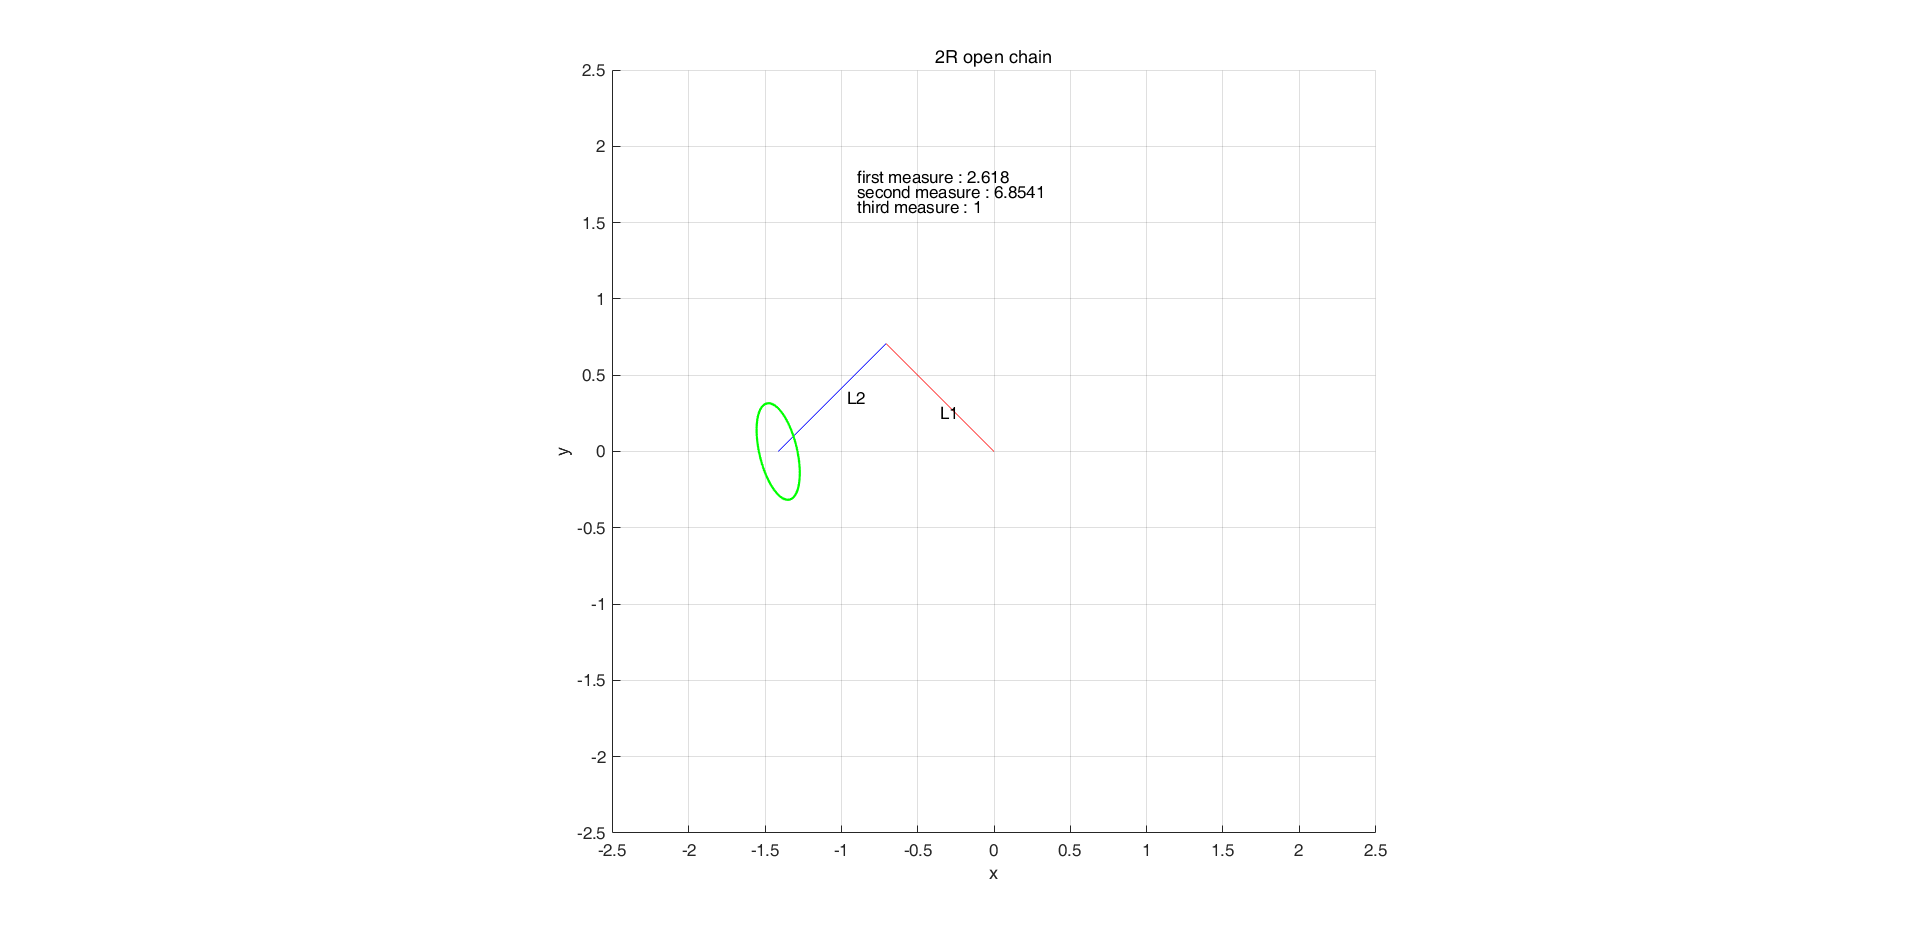 2R open chain
2.5
2
first measure : 2.618
second measure : 6.8541
third measure : 1
1.5
1
0.5
L2
L1
0
y
-0.5
-1
-1.5
-2
-2.5
-2.5 -2 -1.5 -1 -0.5 0 0.5 1 1.5 2 2.5
x